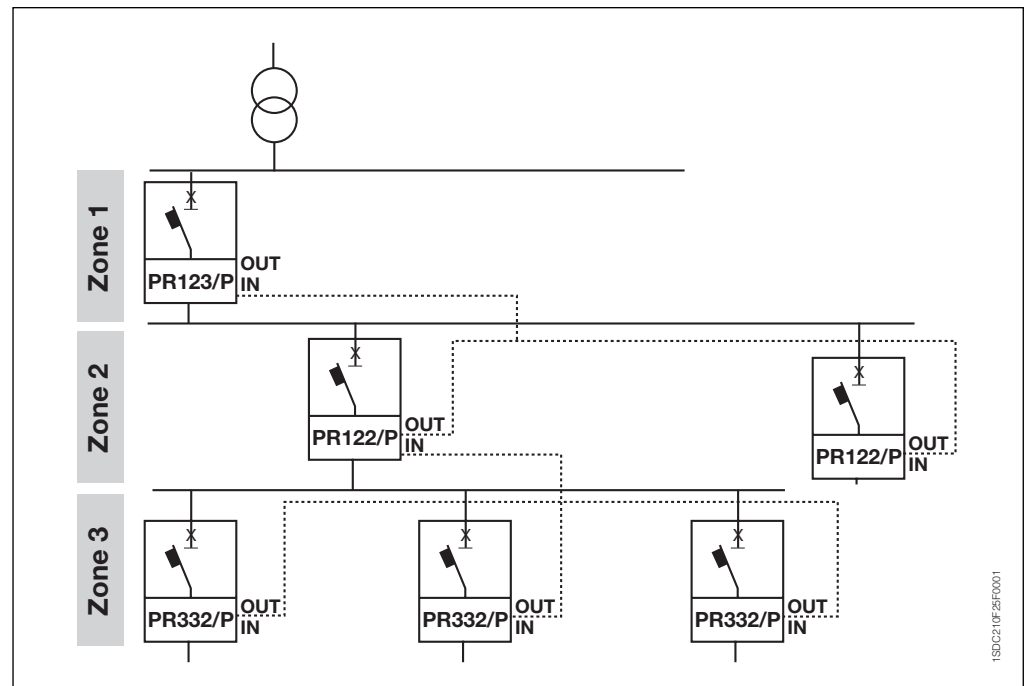 Zone 1
OUT
PR123/P IN
Zone 2
OUT
PR122/P IN
OUT
PR122/P IN
Zone 3
OUT
PR332/P IN
OUT
PR332/P IN
OUT
PR332/P IN
1SDC210F25F0001